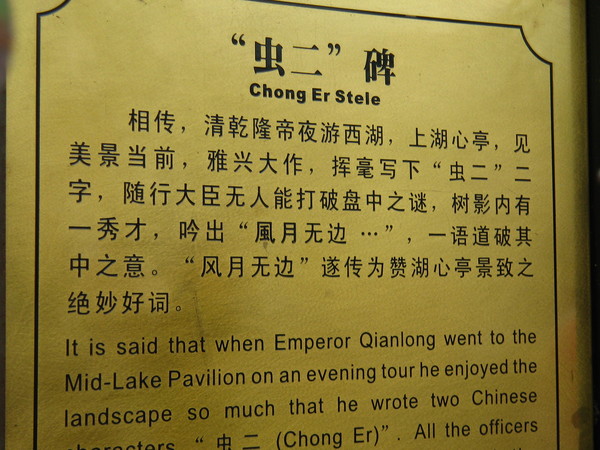 “虫二”碑
Chong Er Stele
相传，清乾隆帝夜游西湖，上湖心亭，见
美景当前，雅兴大作，挥毫写下“虫二”二
字，随行大臣无人能打破盘中之谜，树影内有
一秀才，吟出“風月无边 …”，一语道破其
中之意。“风月无边”遂传为赞湖心亭景致之
绝妙好词。
It is said that when Emperor Qianlong went to the
Mid-Lake Pavilion on an evening tour he enjoyed the
landscape so much that he wrote two Chinese
characters “虫二 (Chong Er)”. All the officers